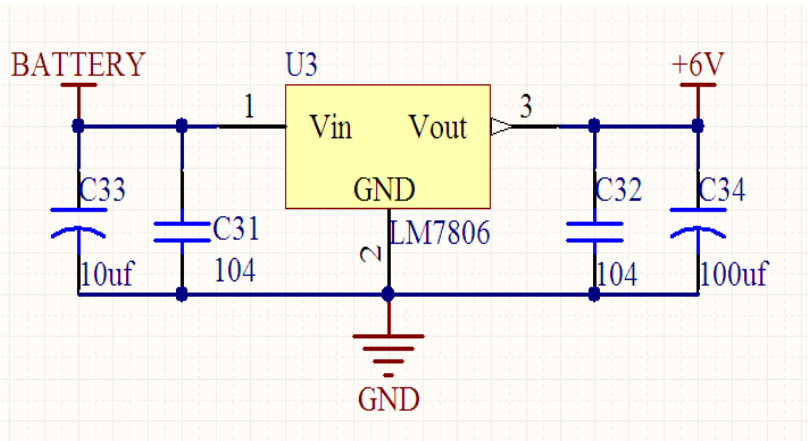 BATTERY
U3
+6V
1
3
Vin
Vout
GND
C33
C32
C34
C31
LM7806
2
10uf
104
104
100uf
GND